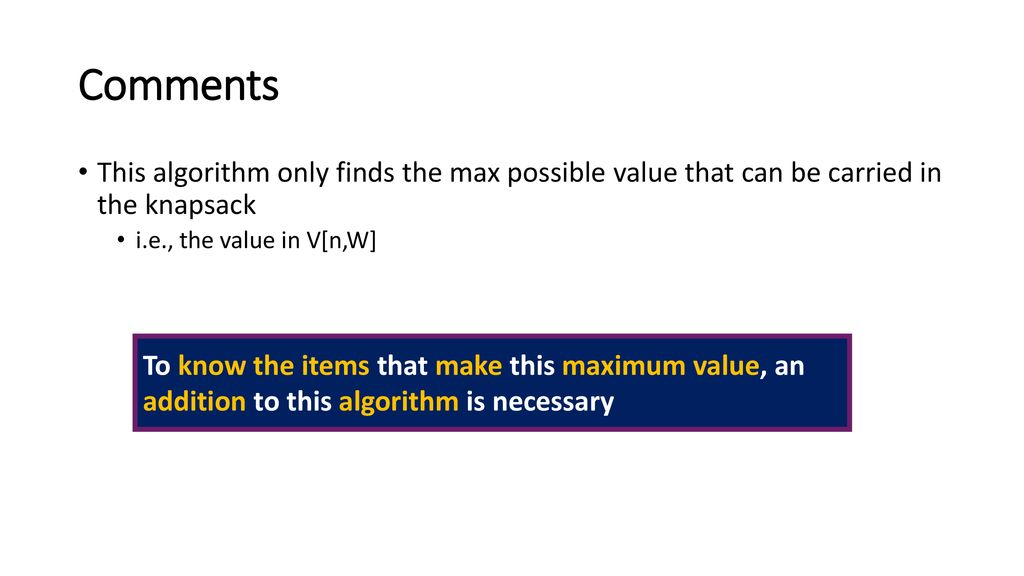 Comments
• This algorithm only finds the max possible value that can be carried in
the knapsack
• i.e., the value in V[n,W]
To know the items that make this maximum value, an
addition to this algorithm is necessary